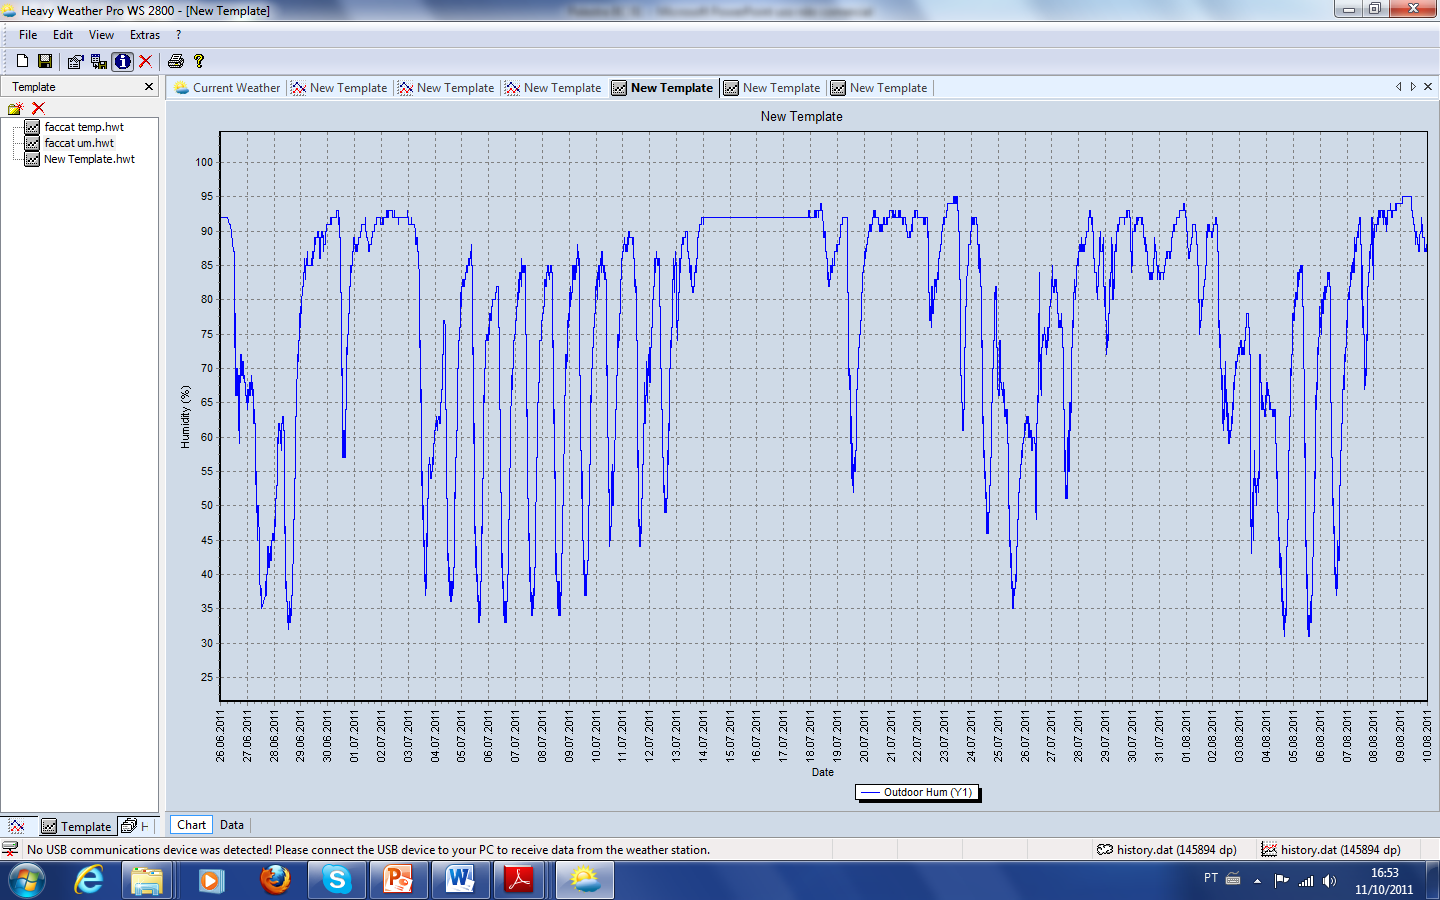 Heavy Weather Pro WS 2800 - [New Template]
File Edit View Extras ?
Template
Current Weather New Template New Template New Template New Template New Template New Template
faccat temp.hwt
faccat um.hwt
New Template.hwt
New Template
100
95
90
85
80
75
70
65
60
55
50
45
40
35
30
25
Humidity (%)
26.06.2011 27.06.2011 28.06.2011 29.06.2011 30.06.2011 01.07.2011 02.07.2011 03.07.2011 04.07.2011 05.07.2011 06.07.2011 07.07.2011 08.07.2011 09.07.2011 10.07.2011 11.07.2011 12.07.2011 13.07.2011 14.07.2011 15.07.2011 16.07.2011 17.07.2011 18.07.2011 19.07.2011 20.07.2011 21.07.2011 22.07.2011 23.07.2011 24.07.2011 25.07.2011 26.07.2011 27.07.2011 28.07.2011 29.07.2011 30.07.2011 31.07.2011 01.08.2011 02.08.2011 03.08.2011 04.08.2011 05.08.2011 06.08.2011 07.08.2011 08.08.2011 09.08.2011 10.08.2011
Date
Outdoor Hum (Y1)
Template
Chart Data
No USB communications device was detected! Please connect the USB device to your PC to receive data from the weather station.
history.dat (145894 dp) history.dat (145894 dp)
PT
16:53
11/10/2011